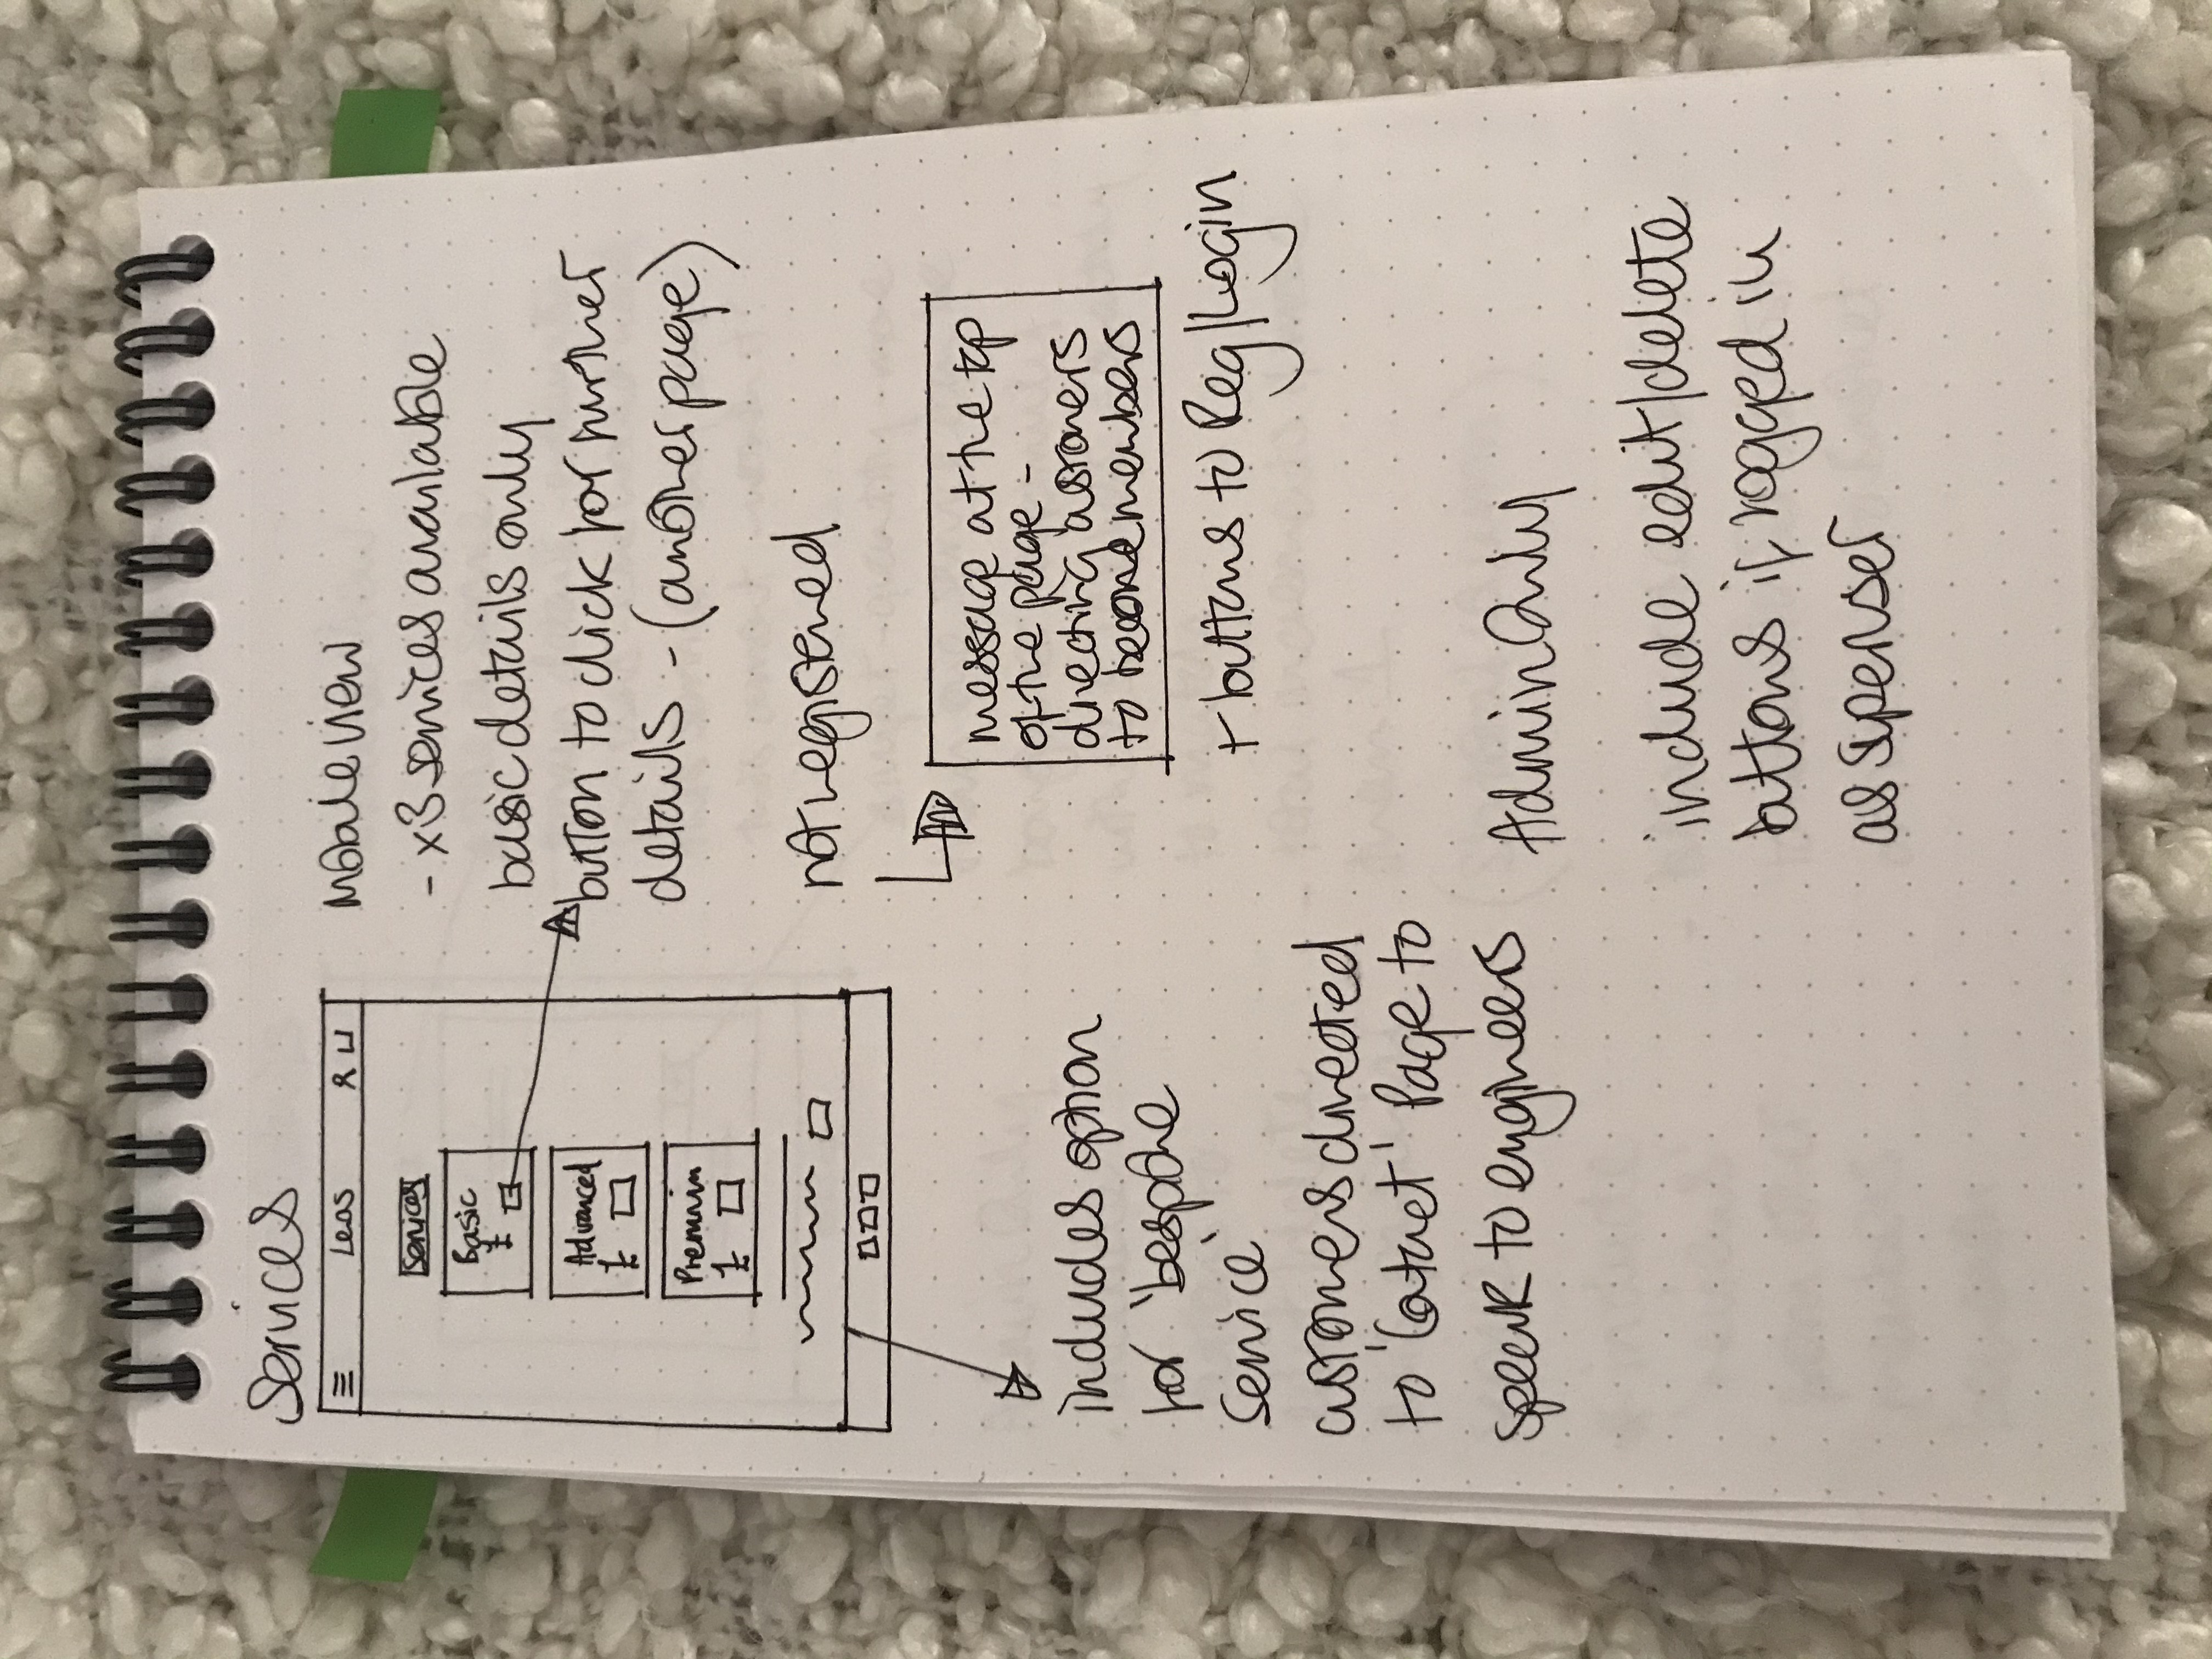 Services
Leas
Services
Basic
£
Advanced
£
Premium
£
Mobile view
- x3 services available
basic details only
button to click for further
details - (another page)
not registered
message at the top
of the page -
directing customers
to become members
+ buttons to Reg/Login
includes option
for 'bespoke
Service'
customers directed
to 'Contact' Page to
speak to engineers
Admin Only
include edit/delete
buttons if logged in
as superuser